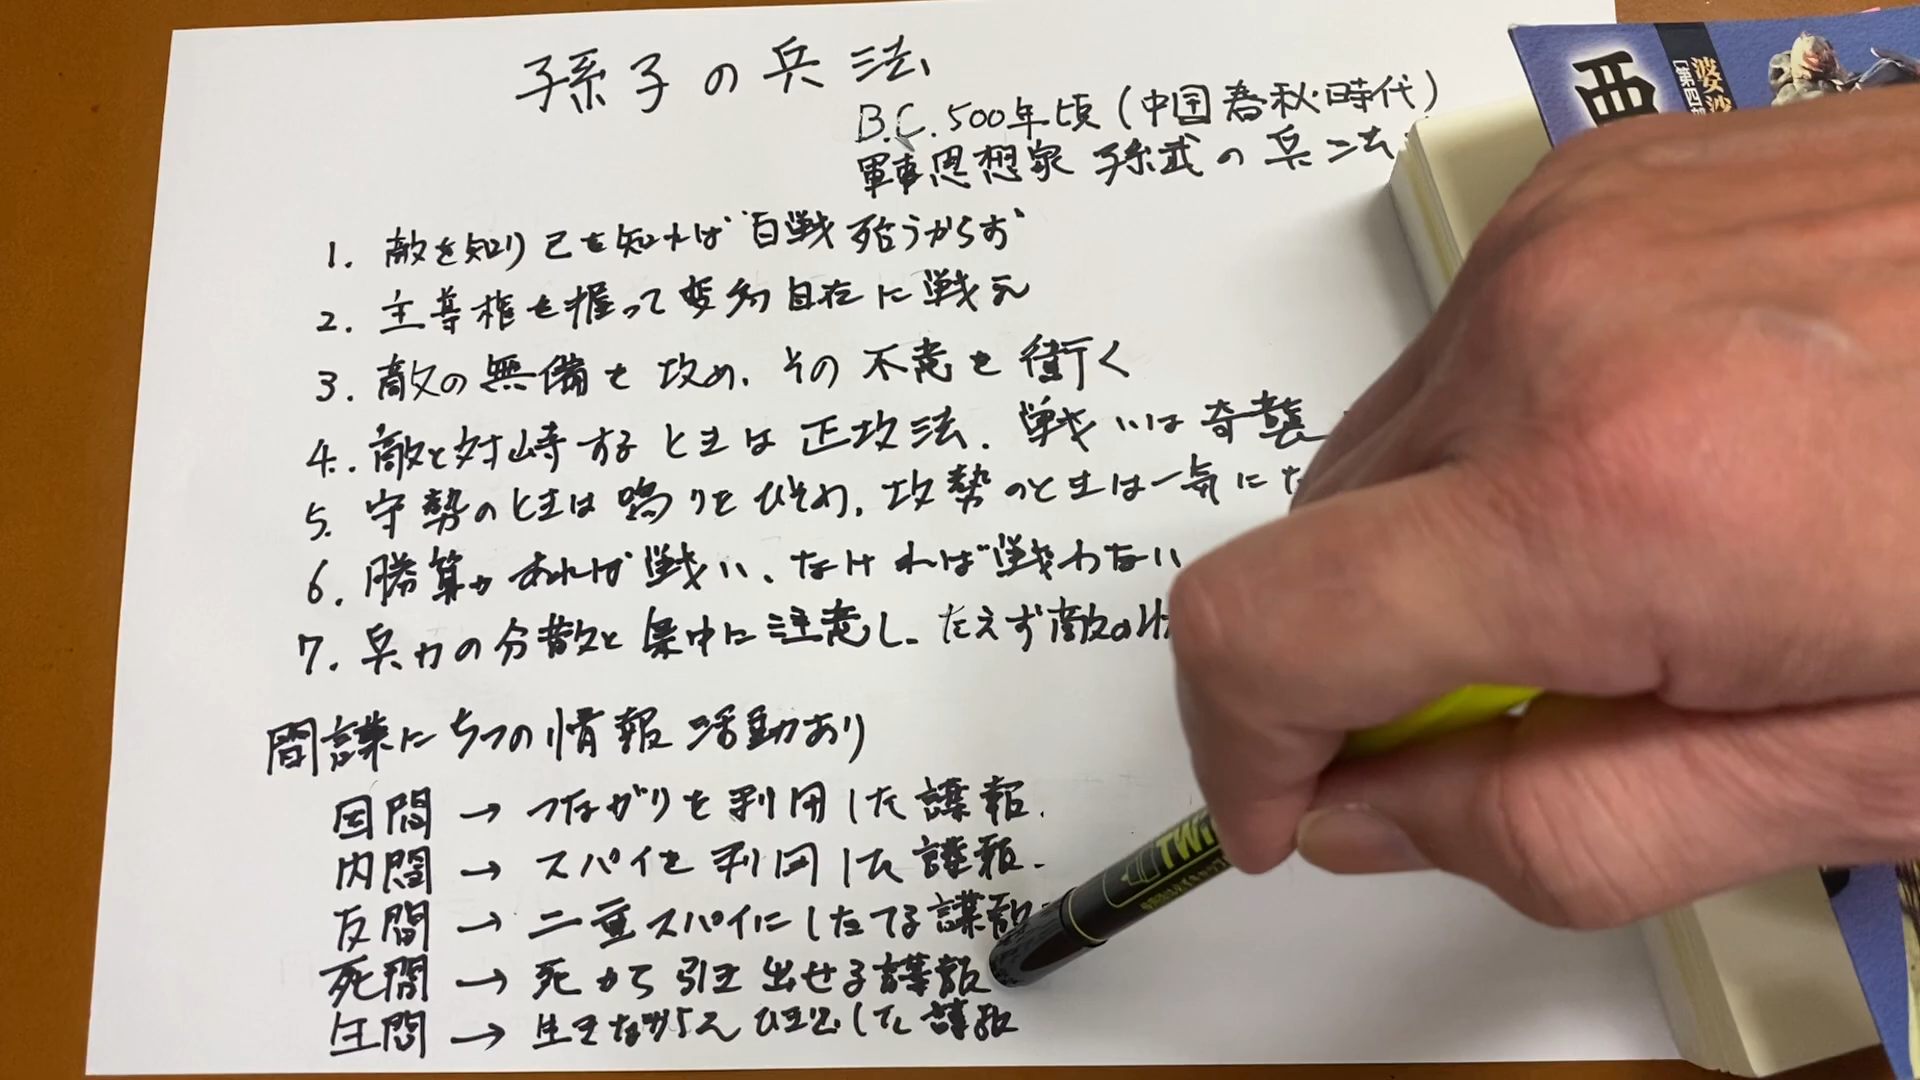 孫子の兵法
B.C.500年頃(中国春秋時代)
軍事思想家 孫武の兵法
1. 敵を知り己を知れば百戦殆うからず
2. 主導権を握って変幻自在に戦え
3. 敵の無備を攻め、その不意を衝く
4. 敵と対峙するときは正攻法、戦いは奇襲
5. 守勢のときは鳴りをひそめ、攻勢のときは一気に
6. 勝算あれば戦い、なければ戦わない
7. 兵力の分散と集中に注意し、たえず敵の
間諜に5つの情報活動あり
因間→つながりを利用した諜報.
内間→スパイを利用した諜報.
反間→二重スパイにしたてる諜報
死間→死から引き出せる諜報
生間→生きながらえ した諜報
TWI
西
婆沙